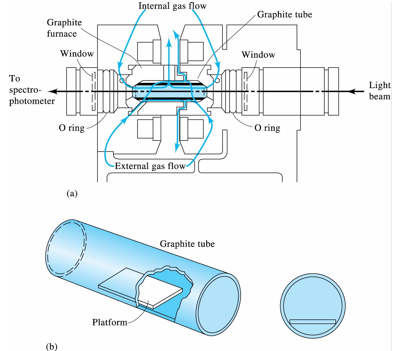 Internal gas flow
Graphite
furnace
Graphite tube
Window
Window
To
spectro-
photometer
Light
beam
O ring
O ring
External gas flow
(a)
Graphite tube
Platform
(b)